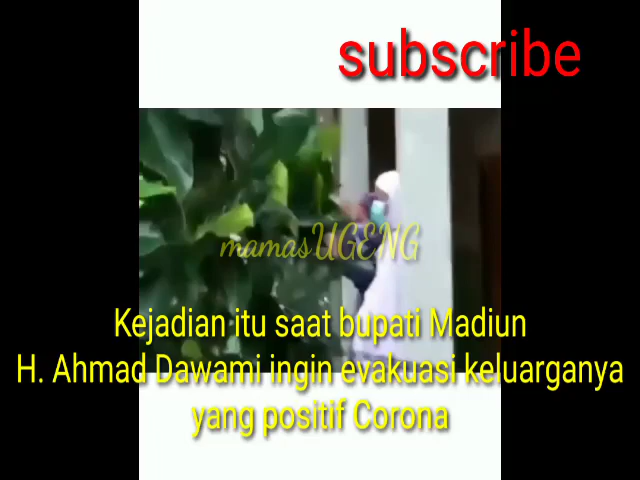 subscribe
mamasUGENG
Kejadian itu saat bupati Madiun
H. Ahmad Dawami ingin evakuasi keluarganya
yang positif Corona